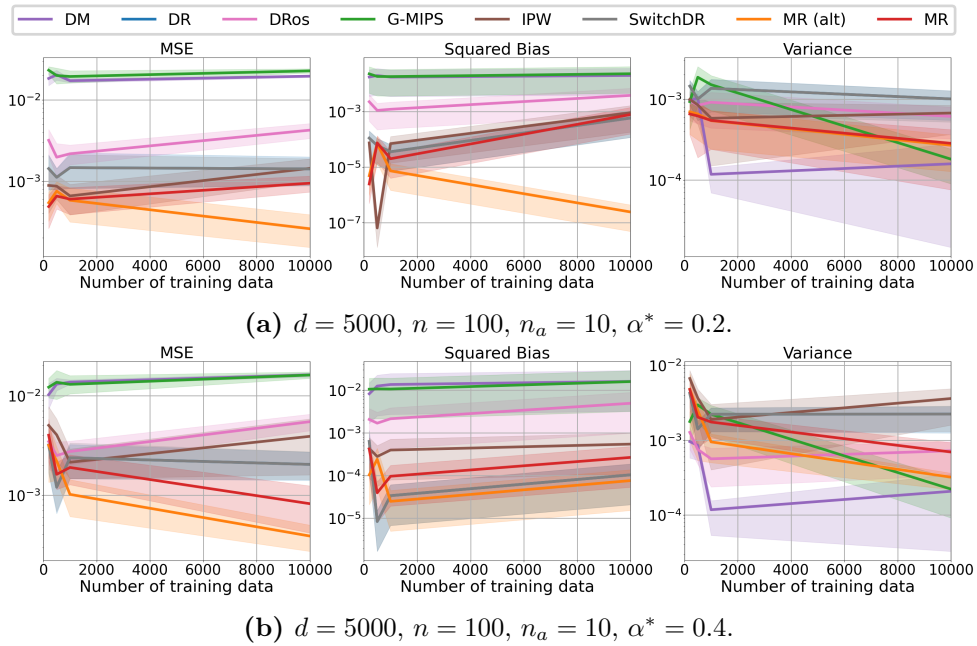 DM DR DRos G-MIPS IPW SwitchDR MR (alt) MR
MSE Squared Bias Variance
10⁻² 10⁻³
10⁻³ 10⁻⁵ 10⁻⁷
10⁻³ 10⁻⁴
0 2000 4000 6000 8000 10000 0 2000 4000 6000 8000 10000 0 2000 4000 6000 8000 10000
Number of training data Number of training data Number of training data
(a) d = 5000, n = 100, nₐ = 10, α* = 0.2.
MSE Squared Bias Variance
10⁻² 10⁻³
10⁻² 10⁻³ 10⁻⁴ 10⁻⁵
10⁻² 10⁻³ 10⁻⁴
0 2000 4000 6000 8000 10000 0 2000 4000 6000 8000 10000 0 2000 4000 6000 8000 10000
Number of training data Number of training data Number of training data
(b) d = 5000, n = 100, nₐ = 10, α* = 0.4.